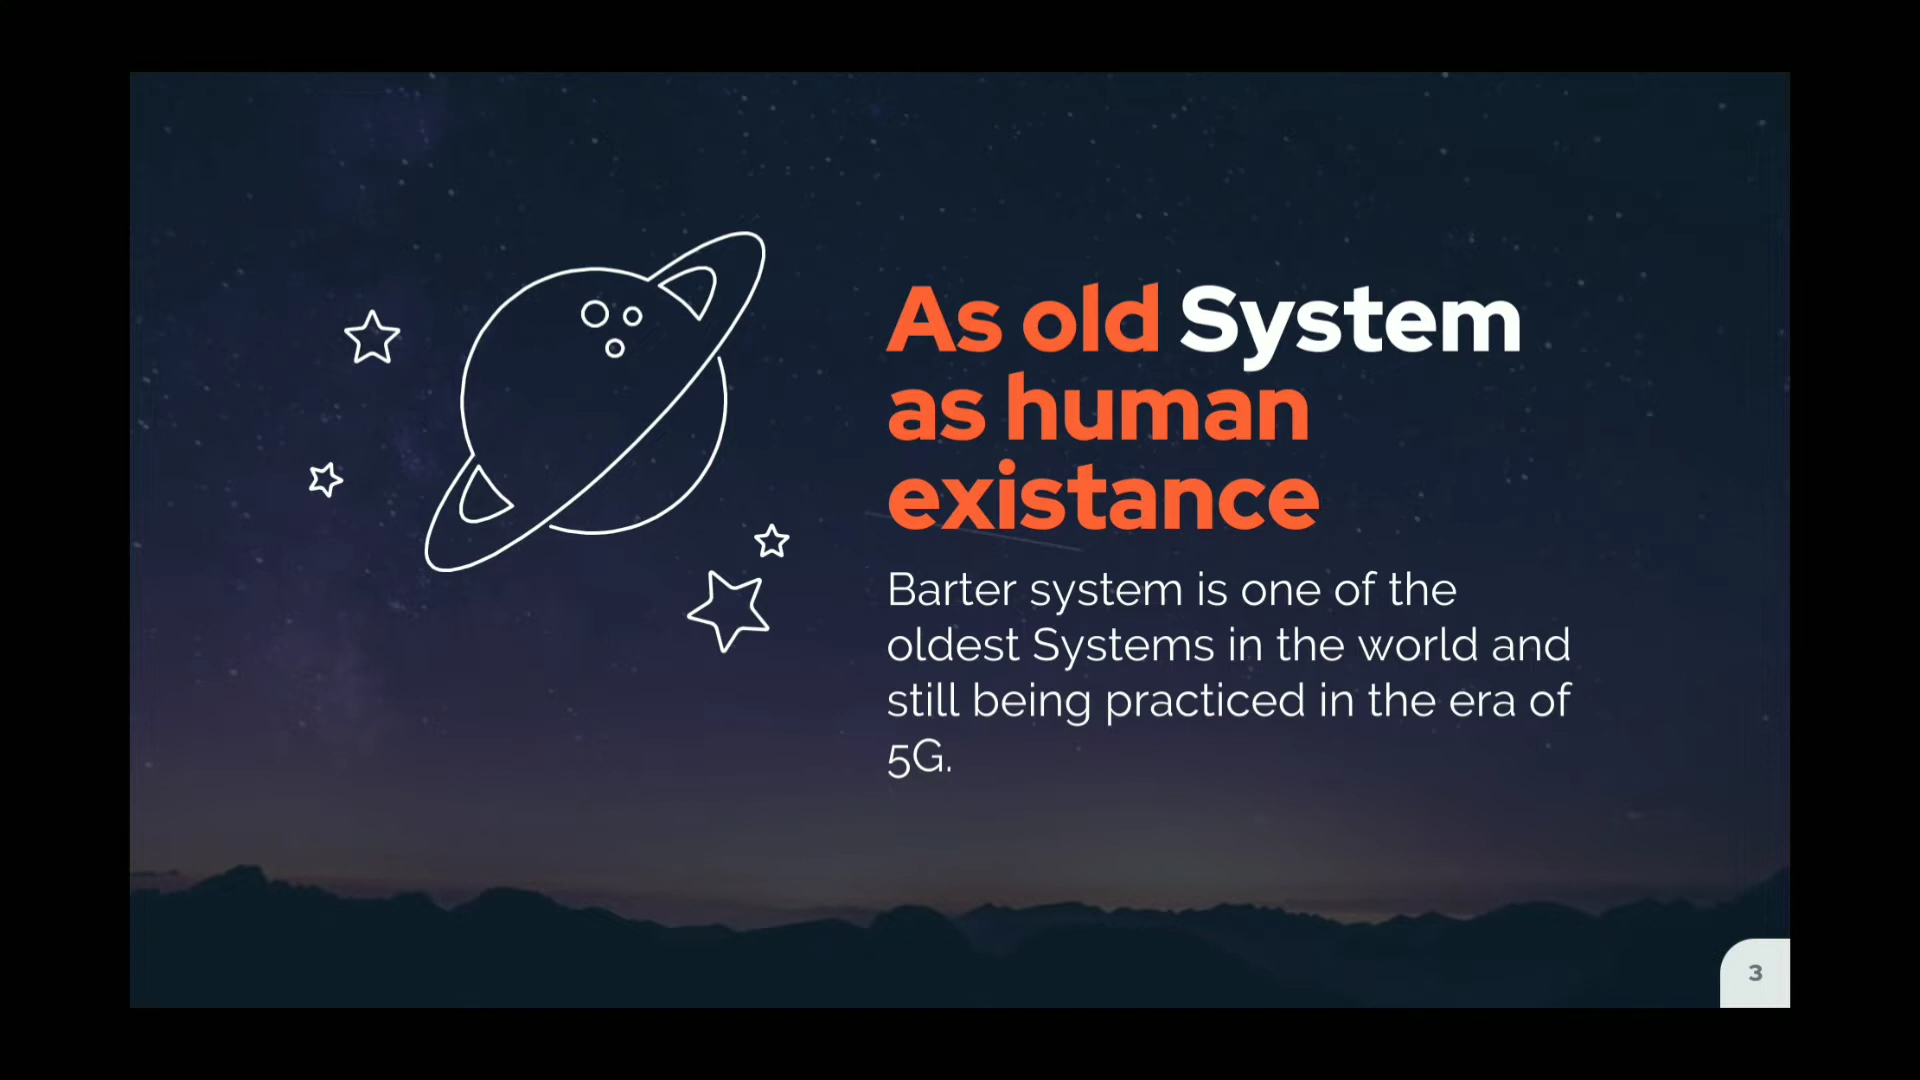 As old System
as human
existance
Barter system is one of the
oldest Systems in the world and
still being practiced in the era of
5G.
3